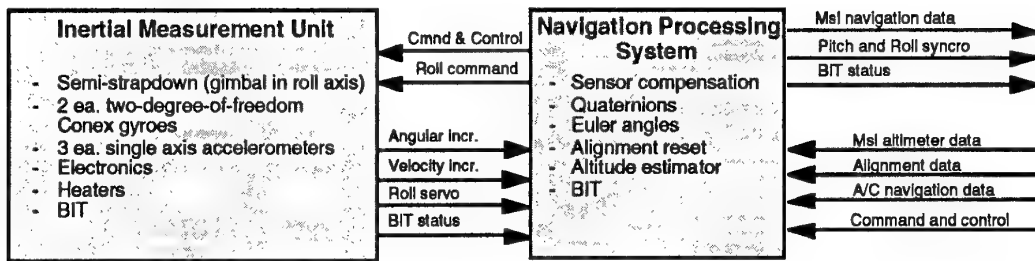 Inertial Measurement Unit
- Semi-strapdown (gimbal in roll axis)
- 2 ea. two-degree-of-freedom
Conex gyroes
- 3 ea. single axis accelerometers
- Electronics
- Heaters
- BIT
Cmnd & Control
Roll command
Angular incr.
Velocity incr.
Roll servo
BIT status
Navigation Processing
System
- Sensor compensation
- Quaternions
- Euler angles
- Alignment reset
- Altitude estimator
- BIT
Msl navigation data
Pitch and Roll syncro
BIT status
Msl altimeter data
Alignment data
A/C navigation data
Command and control